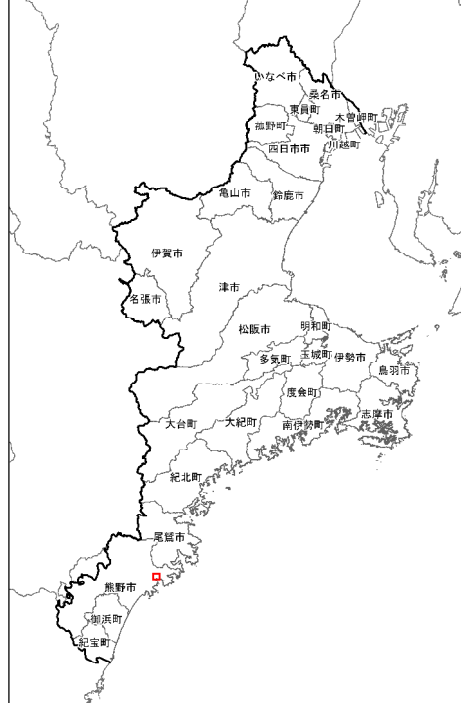 いなべ市
桑名市
東員町
木曽岬町
菰野町
朝日町
川越町
四日市市
亀山市
鈴鹿市
伊賀市
津市
名張市
松阪市
明和町
多気町
玉城町
伊勢市
鳥羽市
度会町
大台町
大紀町
南伊勢町
志摩市
紀北町
尾鷲市
熊野市
御浜町
紀宝町